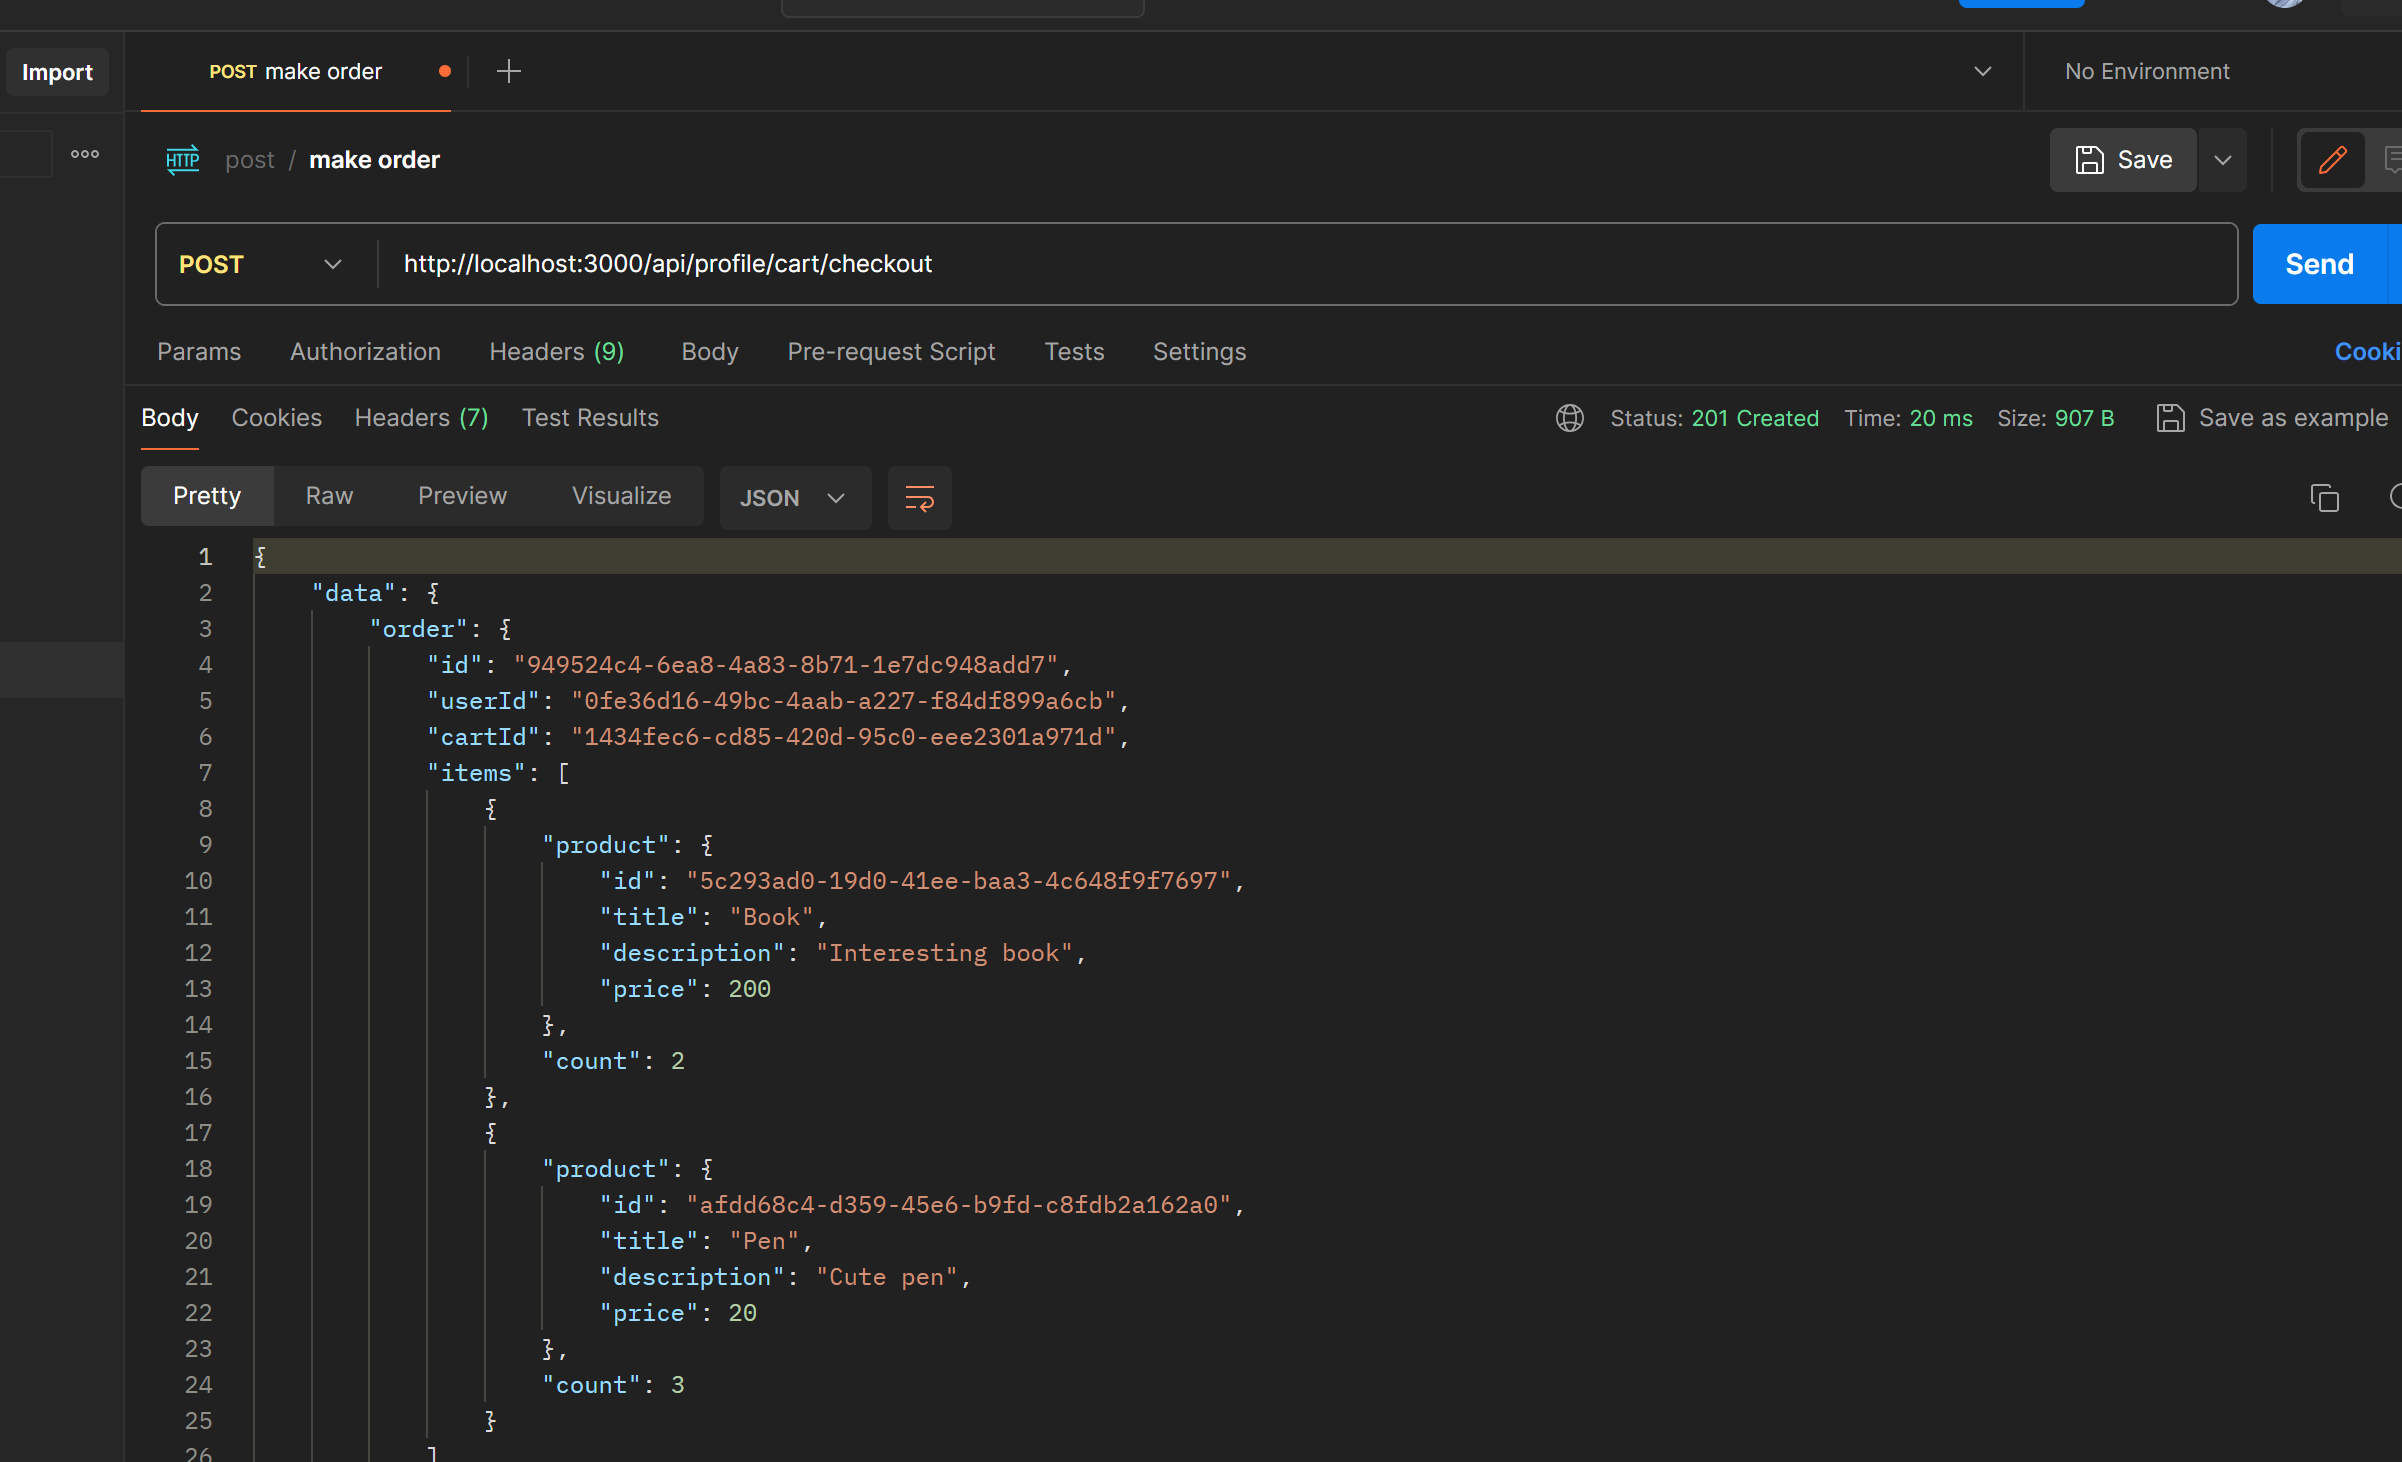 Import
POST make order
No Environment
HTTP post / make order
Save
POST http://localhost:3000/api/profile/cart/checkout
Send
Params Authorization Headers (9) Body Pre-request Script Tests Settings Cooki
Body Cookies Headers (7) Test Results Status: 201 Created Time: 20 ms Size: 907 B Save as example
Pretty Raw Preview Visualize JSON
1 {
2 "data": {
3 "order": {
4 "id": "949524c4-6ea8-4a83-8b71-1e7dc948add7",
5 "userId": "0fe36d16-49bc-4aab-a227-f84df899a6cb",
6 "cartId": "1434fec6-cd85-420d-95c0-eee2301a971d",
7 "items": [
8 {
9 "product": {
10 "id": "5c293ad0-19d0-41ee-baa3-4c648f9f7697",
11 "title": "Book",
12 "description": "Interesting book",
13 "price": 200
14 },
15 "count": 2
16 },
17 {
18 "product": {
19 "id": "afdd68c4-d359-45e6-b9fd-c8fdb2a162a0",
20 "title": "Pen",
21 "description": "Cute pen",
22 "price": 20
23 },
24 "count": 3
25 }
26 ]